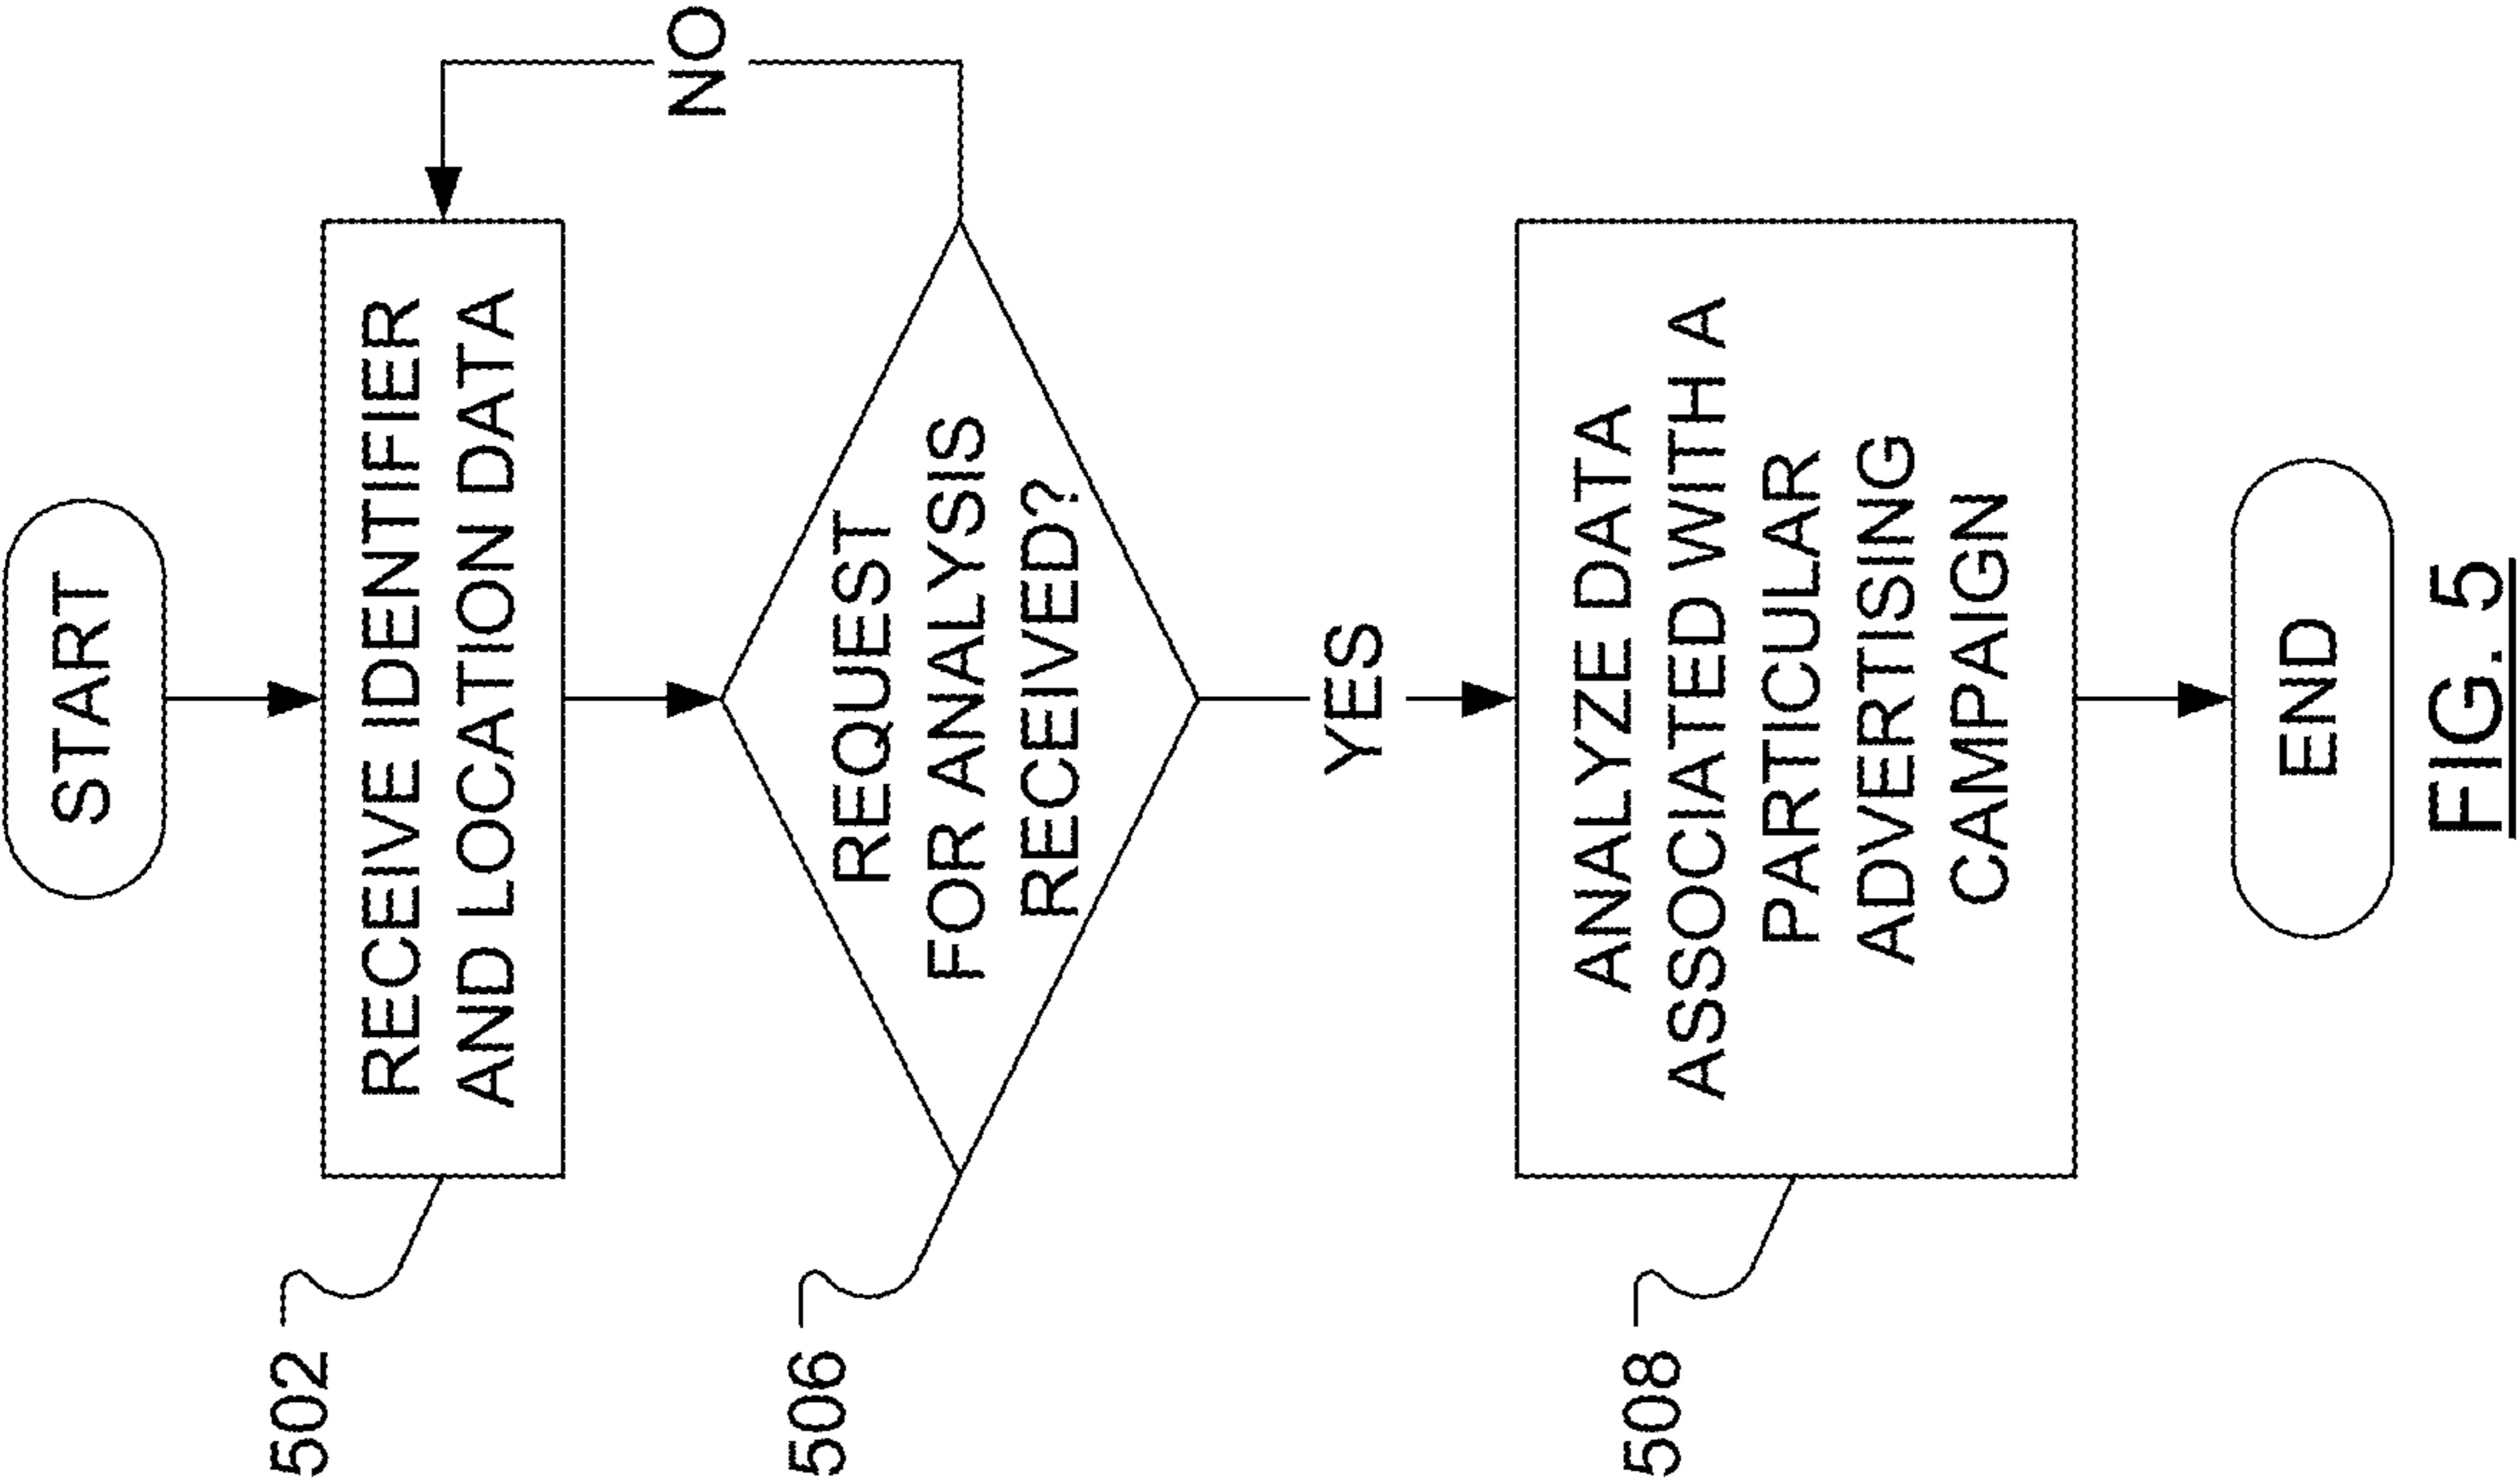 START
502
RECEIVE IDENTIFIER
AND LOCATION DATA
NO
506
REQUEST
FOR ANALYSIS
RECEIVED?
YES
508
ANALYZE DATA
ASSOCIATED WITH A
PARTICULAR
ADVERTISING
CAMPAIGN
END
FIG. 5